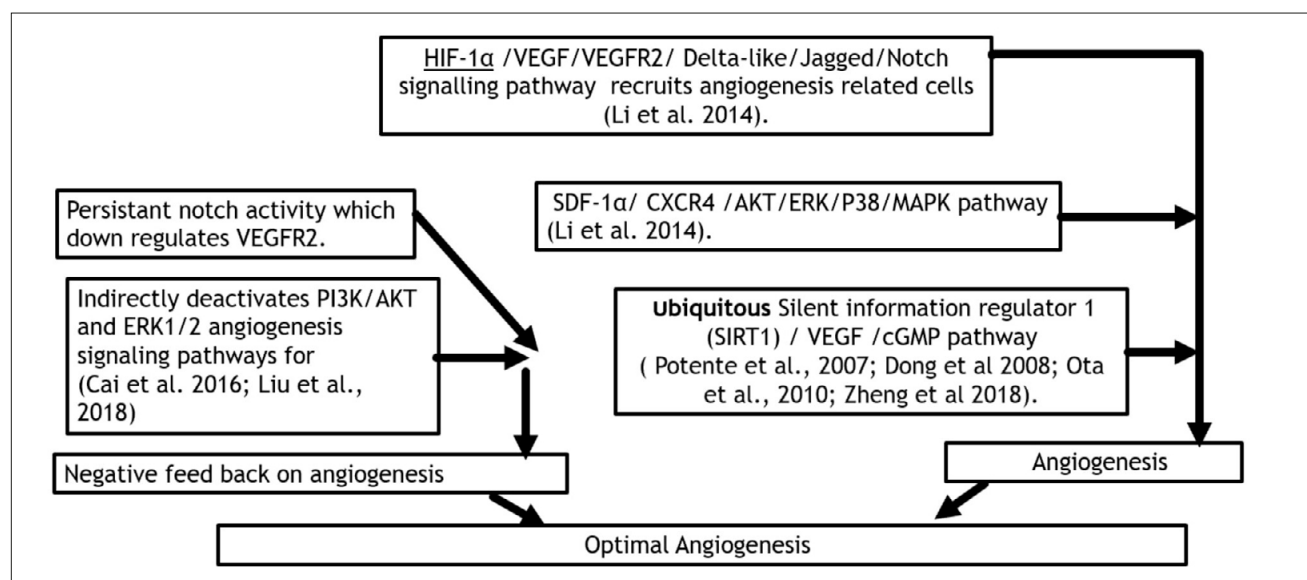 HIF-1α /VEGF/VEGFR2/ Delta-like/Jagged/Notch
signalling pathway recruits angiogenesis related cells
(Li et al. 2014).
SDF-1α/ CXCR4 /AKT/ERK/P38/MAPK pathway
(Li et al. 2014).
Ubiquitous Silent information regulator 1
(SIRT1) / VEGF /cGMP pathway
( Potente et al., 2007; Dong et al 2008; Ota
et al., 2010; Zheng et al 2018).
Angiogenesis
Persistant notch activity which
down regulates VEGFR2.
Indirectly deactivates PI3K/AKT
and ERK1/2 angiogenesis
signaling pathways for
(Cai et al. 2016; Liu et al.,
2018)
Negative feed back on angiogenesis
Optimal Angiogenesis